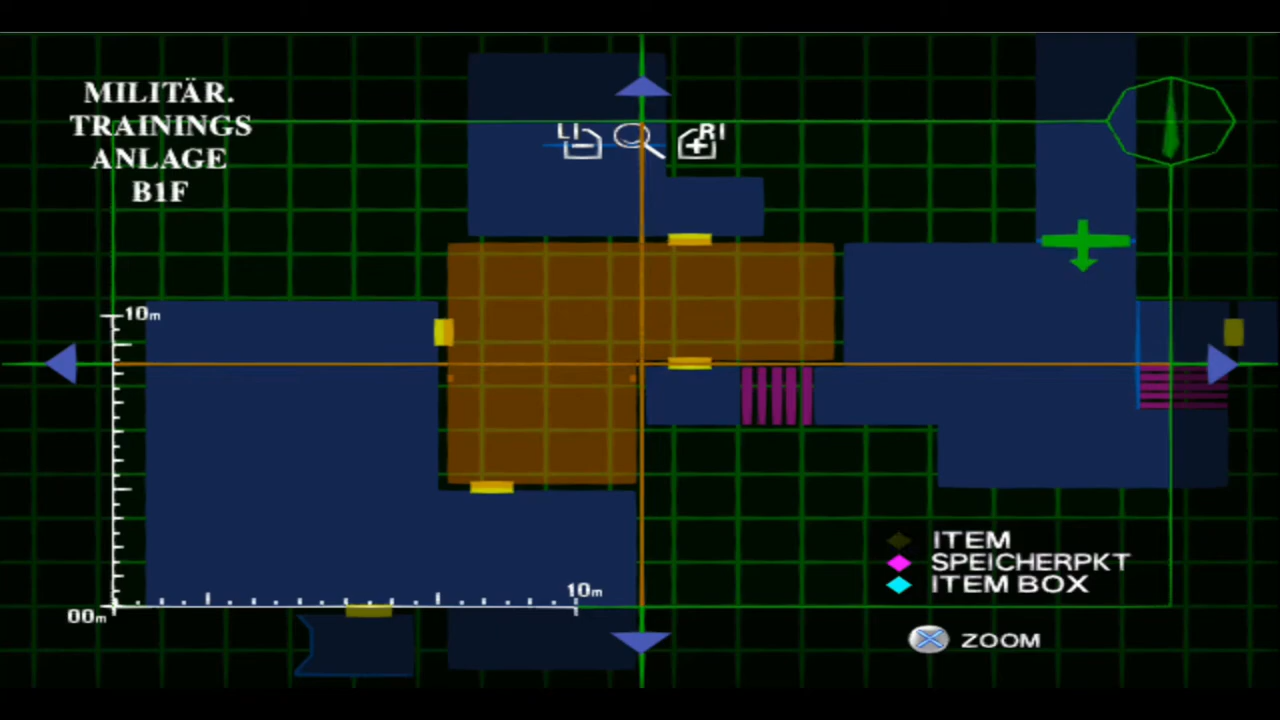 MILITÄR.
TRAININGS
ANLAGE
B1F
L1
R1
10m
10m
00m
ITEM
SPEICHERPKT
ITEM BOX
ZOOM